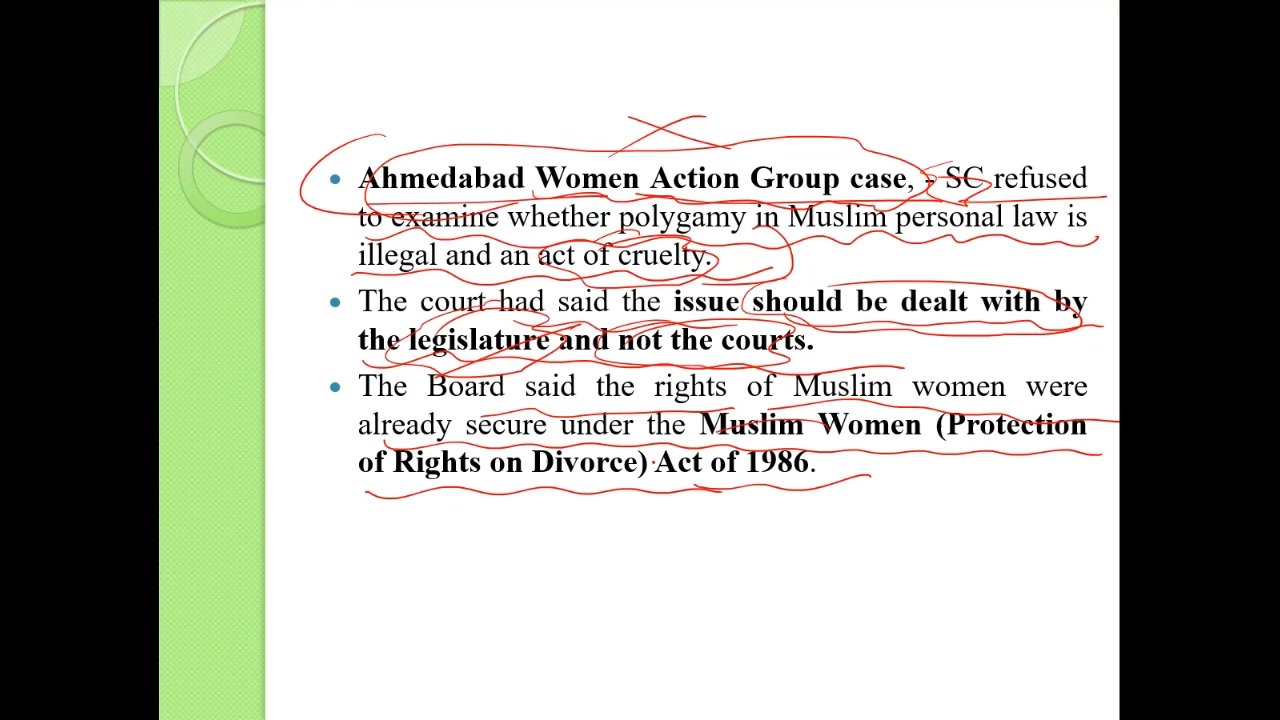 Ahmedabad Women Action Group case, - SC refused
to examine whether polygamy in Muslim personal law is
illegal and an act of cruelty.
The court had said the issue should be dealt with by
the legislature and not the courts.
The Board said the rights of Muslim women were
already secure under the Muslim Women (Protection
of Rights on Divorce) Act of 1986.